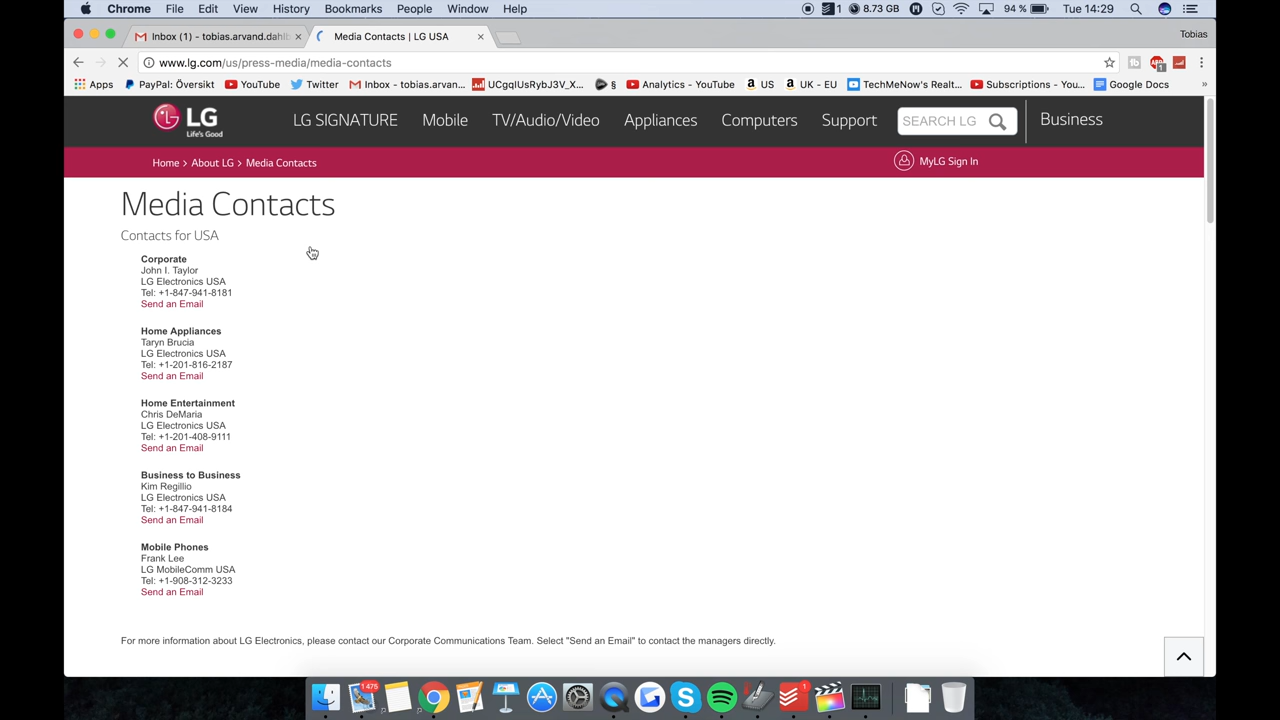 Chrome File Edit View History Bookmarks People Window Help 1 8.73 GB 94 % Tue 14:29
Inbox (1) - tobias.arvand.dahlb × Media Contacts | LG USA × Tobias
www.lg.com/us/press-media/media-contacts
Apps PayPal: Översikt YouTube Twitter Inbox - tobias.arvan... UCgqIUsRybJ3V_X... § Analytics - YouTube US UK - EU TechMeNow's Realt... Subscriptions - You... Google Docs »
LG Life's Good LG SIGNATURE Mobile TV/Audio/Video Appliances Computers Support SEARCH LG Business
Home > About LG > Media Contacts MyLG Sign In
Media Contacts
Contacts for USA
Corporate
John I. Taylor
LG Electronics USA
Tel: +1-847-941-8181
Send an Email
Home Appliances
Taryn Brucia
LG Electronics USA
Tel: +1-201-816-2187
Send an Email
Home Entertainment
Chris DeMaria
LG Electronics USA
Tel: +1-201-408-9111
Send an Email
Business to Business
Kim Regillio
LG Electronics USA
Tel: +1-847-941-8184
Send an Email
Mobile Phones
Frank Lee
LG MobileComm USA
Tel: +1-908-312-3233
Send an Email
For more information about LG Electronics, please contact our Corporate Communications Team. Select "Send an Email" to contact the managers directly.
475 1